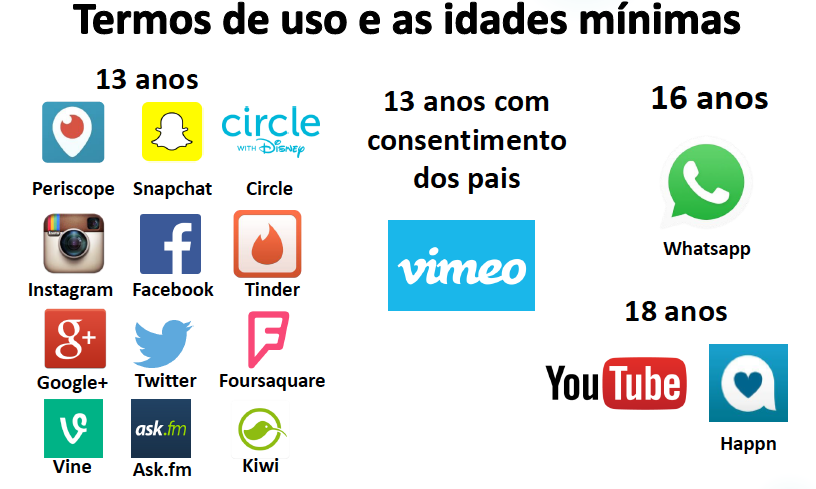 Termos de uso e as idades mínimas
13 anos
circle
WITH Disney
Periscope Snapchat Circle
Instagram Facebook Tinder
g+
Google+ Twitter Foursaquare
ask.fm
Vine Ask.fm Kiwi
13 anos com
consentimento
dos pais
vimeo
16 anos
Whatsapp
18 anos
YouTube
Happn